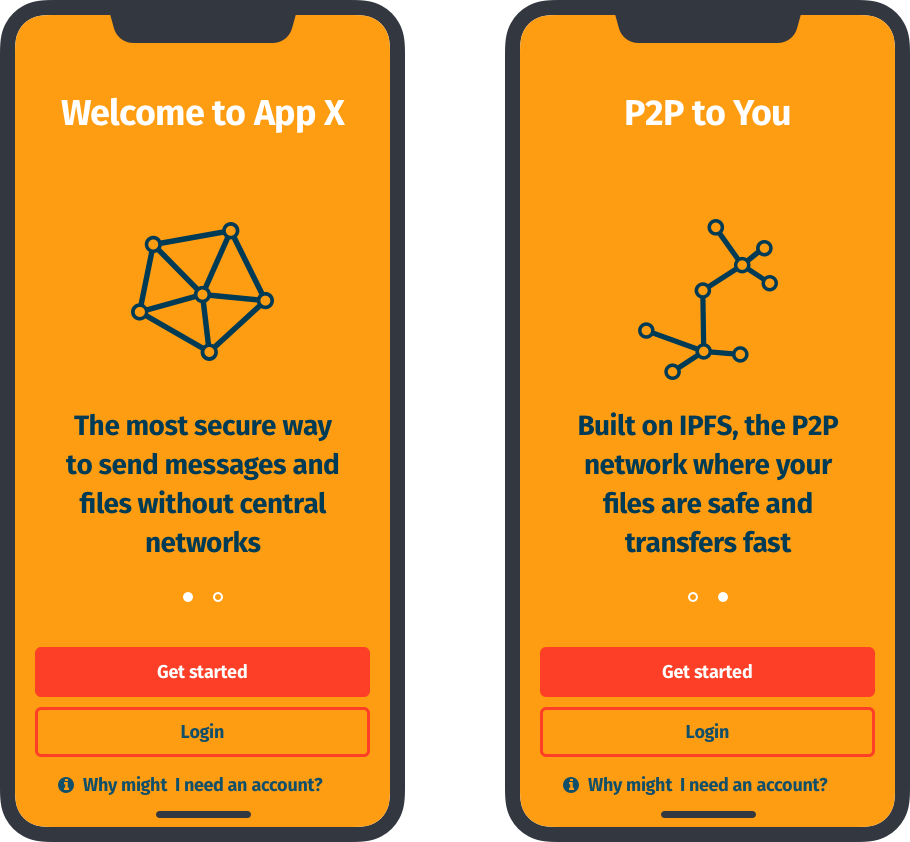 Welcome to App X
The most secure way
to send messages and
files without central
networks
Get started
Login
Why might I need an account?
P2P to You
Built on IPFS, the P2P
network where your
files are safe and
transfers fast
Get started
Login
Why might I need an account?